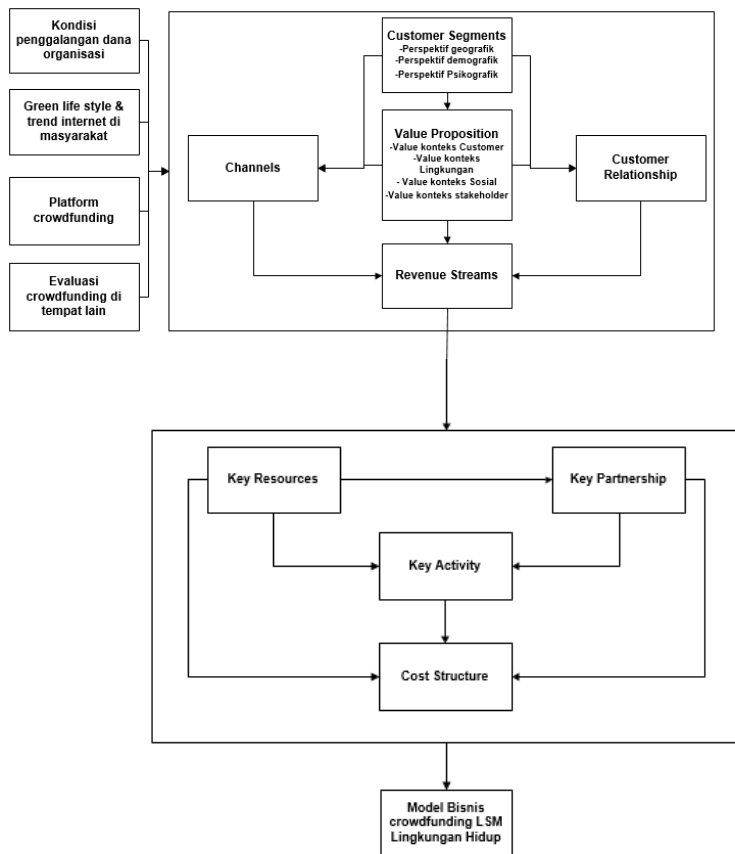 Kondisi
penggalangan dana
organisasi
Green life style &
trend internet di
masyarakat
Platform
crowdfunding
Evaluasi
crowdfunding di
tempat lain
Customer Segments
-Perspektif geografik
-Perspektif demografik
-Perspektif Psikografik
Channels
Value Proposition
-Value konteks Customer
-Value konteks
Lingkungan
- Value konteks Sosial
-Value konteks stakeholder
Customer
Relationship
Revenue Streams
Key Resources
Key Partnership
Key Activity
Cost Structure
Model Bisnis
crowdfunding LSM
Lingkungan Hidup